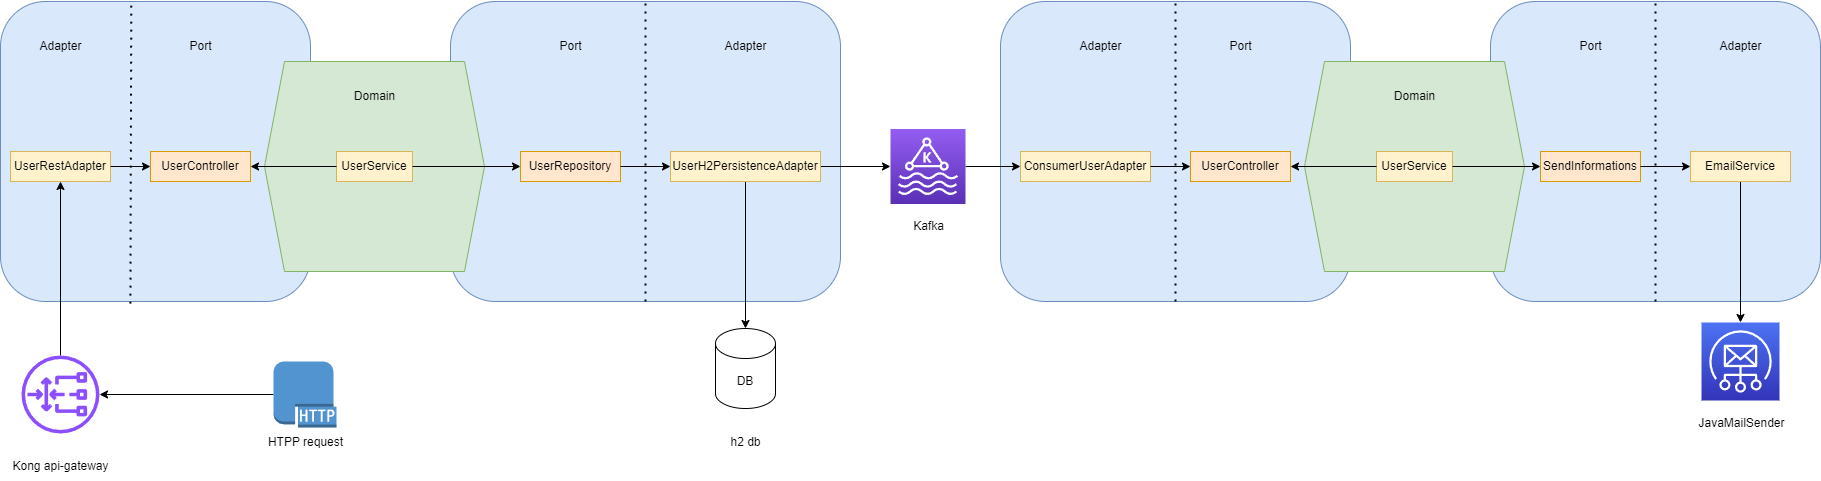 Adapter
Port
Port
Adapter
Adapter
Port
Port
Adapter
Domain
Domain
UserRestAdapter
UserController
UserService
UserRepository
UserH2PersistenceAdapter
K
ConsumerUserAdapter
UserController
UserService
SendInformations
EmailService
Kafka
DB
HTTP
JavaMailSender
HTPP request
h2 db
Kong api-gateway